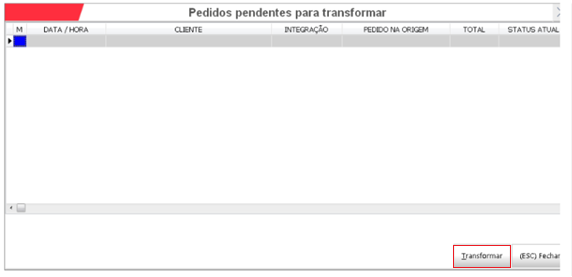 Pedidos pendentes para transformar
M DATA / HORA CLIENTE INTEGRAÇÃO PEDIDO NA ORIGEM TOTAL STATUS ATUAL
Transformar (ESC) Fechar